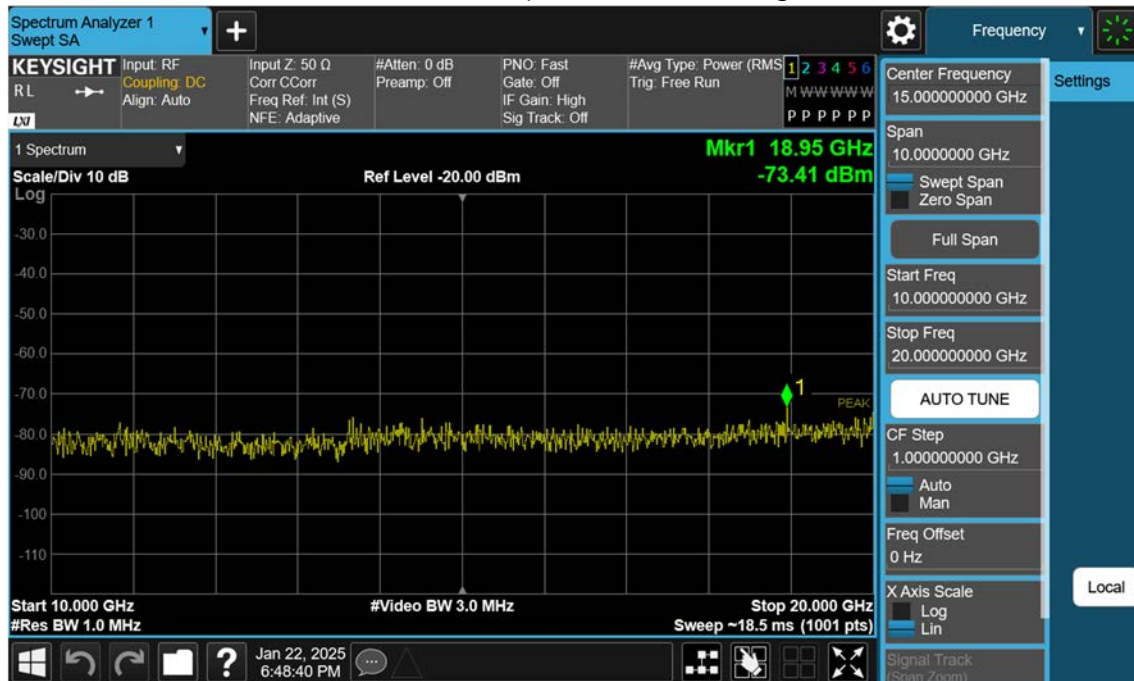 Spectrum Analyzer 1
Swept SA
+
Frequency
KEYSIGHT
R L
LXI
Input: RF
Coupling: DC
Align: Auto
Input Z: 50 Ω
Corr CCorr
Freq Ref: Int (S)
NFE: Adaptive
#Atten: 0 dB
Preamp: Off
PNO: Fast
Gate: Off
IF Gain: High
Sig Track: Off
#Avg Type: Power (RMS
Trig: Free Run
1 2 3 4 5 6
M W W W W W
P P P P P P
1 Spectrum
Scale/Div 10 dB
Ref Level -20.00 dBm
Mkr1 18.95 GHz
-73.41 dBm
Log
-30.0
-40.0
-50.0
-60.0
-70.0
-80.0
-90.0
-100
-110
1
PEAK
Start 10.000 GHz
#Res BW 1.0 MHz
#Video BW 3.0 MHz
Stop 20.000 GHz
Sweep ~18.5 ms (1001 pts)
Center Frequency
15.000000000 GHz
Span
10.0000000 GHz
Swept Span
Zero Span
Full Span
Start Freq
10.000000000 GHz
Stop Freq
20.000000000 GHz
AUTO TUNE
CF Step
1.000000000 GHz
Auto
Man
Freq Offset
0 Hz
X Axis Scale
Log
Lin
Signal Track
(Span Zoom)
Settings
Local
?
Jan 22, 2025
6:48:40 PM